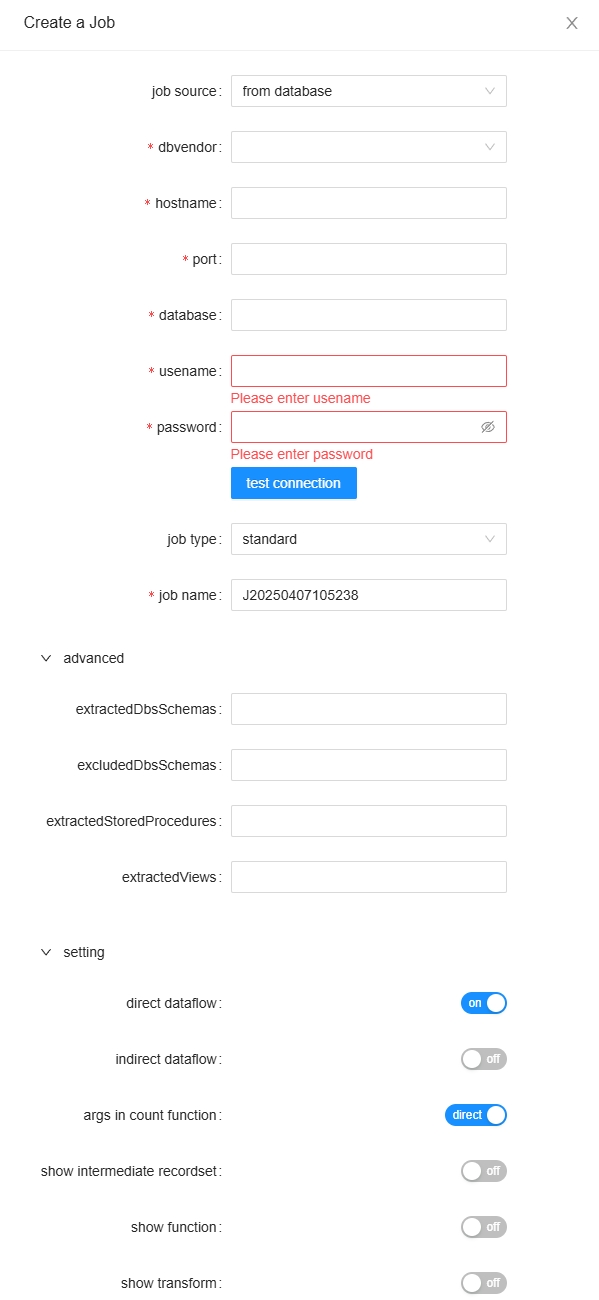 Create a Job
job source: from database
* dbvendor:
* hostname:
* port:
* database:
* usename:
Please enter usename
* password:
Please enter password
test connection
job type: standard
* job name: J20250407105238
advanced
extractedDbsSchemas:
excludedDbsSchemas:
extractedStoredProcedures:
extractedViews:
setting
direct dataflow: on
indirect dataflow: off
args in count function: direct
show intermediate recordset: off
show function: off
show transform: off